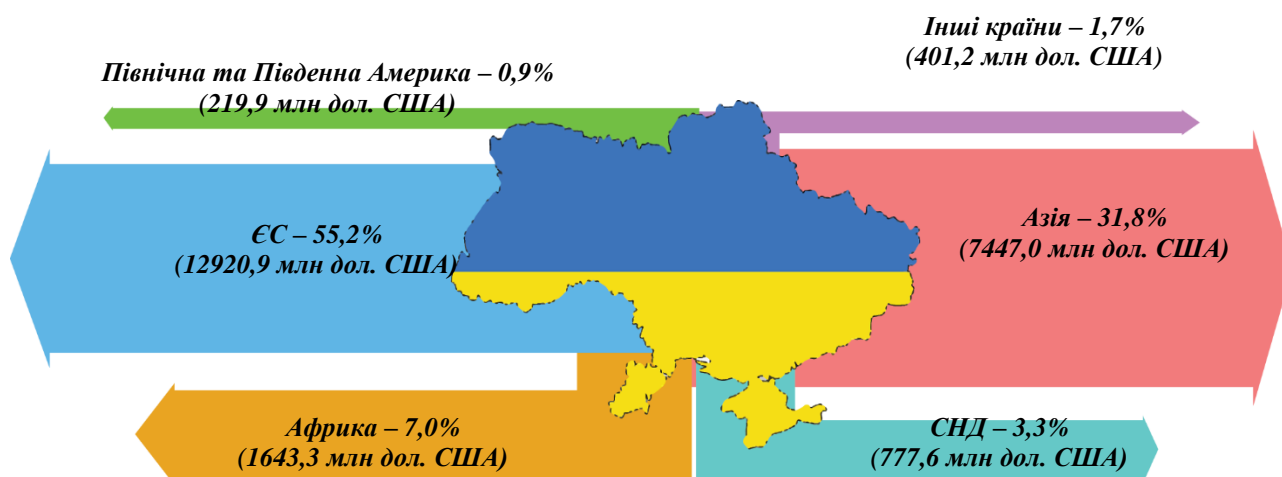 Інші країни – 1,7%
(401,2 млн дол. США)
Північна та Південна Америка – 0,9%
(219,9 млн дол. США)
ЄС – 55,2%
(12920,9 млн дол. США)
Азія – 31,8%
(7447,0 млн дол. США)
Африка – 7,0%
(1643,3 млн дол. США)
СНД – 3,3%
(777,6 млн дол. США)